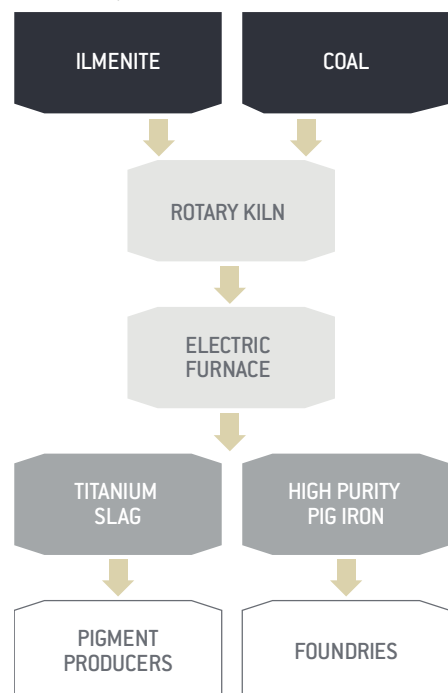 ILMENITE
COAL
ROTARY KILN
ELECTRIC
FURNACE
TITANIUM
SLAG
HIGH PURITY
PIG IRON
PIGMENT
PRODUCERS
FOUNDRIES